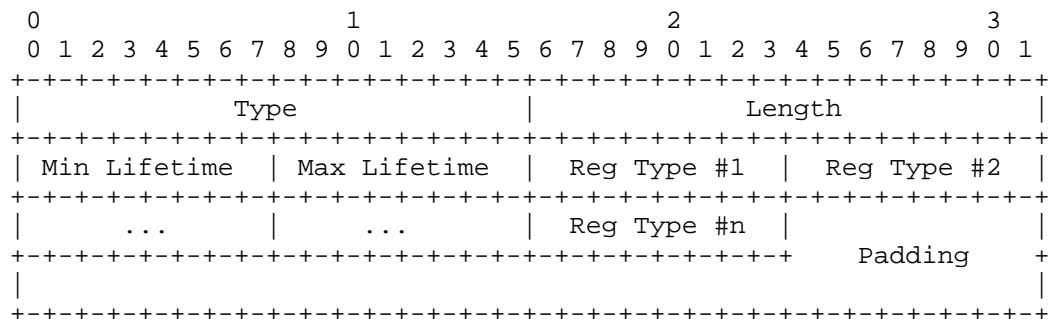 0                   1                   2                   3
 0 1 2 3 4 5 6 7 8 9 0 1 2 3 4 5 6 7 8 9 0 1 2 3 4 5 6 7 8 9 0 1
+-+-+-+-+-+-+-+-+-+-+-+-+-+-+-+-+-+-+-+-+-+-+-+-+-+-+-+-+-+-+-+-+
|             Type              |             Length            |
+-+-+-+-+-+-+-+-+-+-+-+-+-+-+-+-+-+-+-+-+-+-+-+-+-+-+-+-+-+-+-+-+
| Min Lifetime  | Max Lifetime  |  Reg Type #1  |  Reg Type #2  |
+-+-+-+-+-+-+-+-+-+-+-+-+-+-+-+-+-+-+-+-+-+-+-+-+-+-+-+-+-+-+-+-+
|      ...      |     ...       |  Reg Type #n  |               |
+-+-+-+-+-+-+-+-+-+-+-+-+-+-+-+-+-+-+-+-+-+-+-+-+    Padding    +
|                                                               |
+-+-+-+-+-+-+-+-+-+-+-+-+-+-+-+-+-+-+-+-+-+-+-+-+-+-+-+-+-+-+-+-+